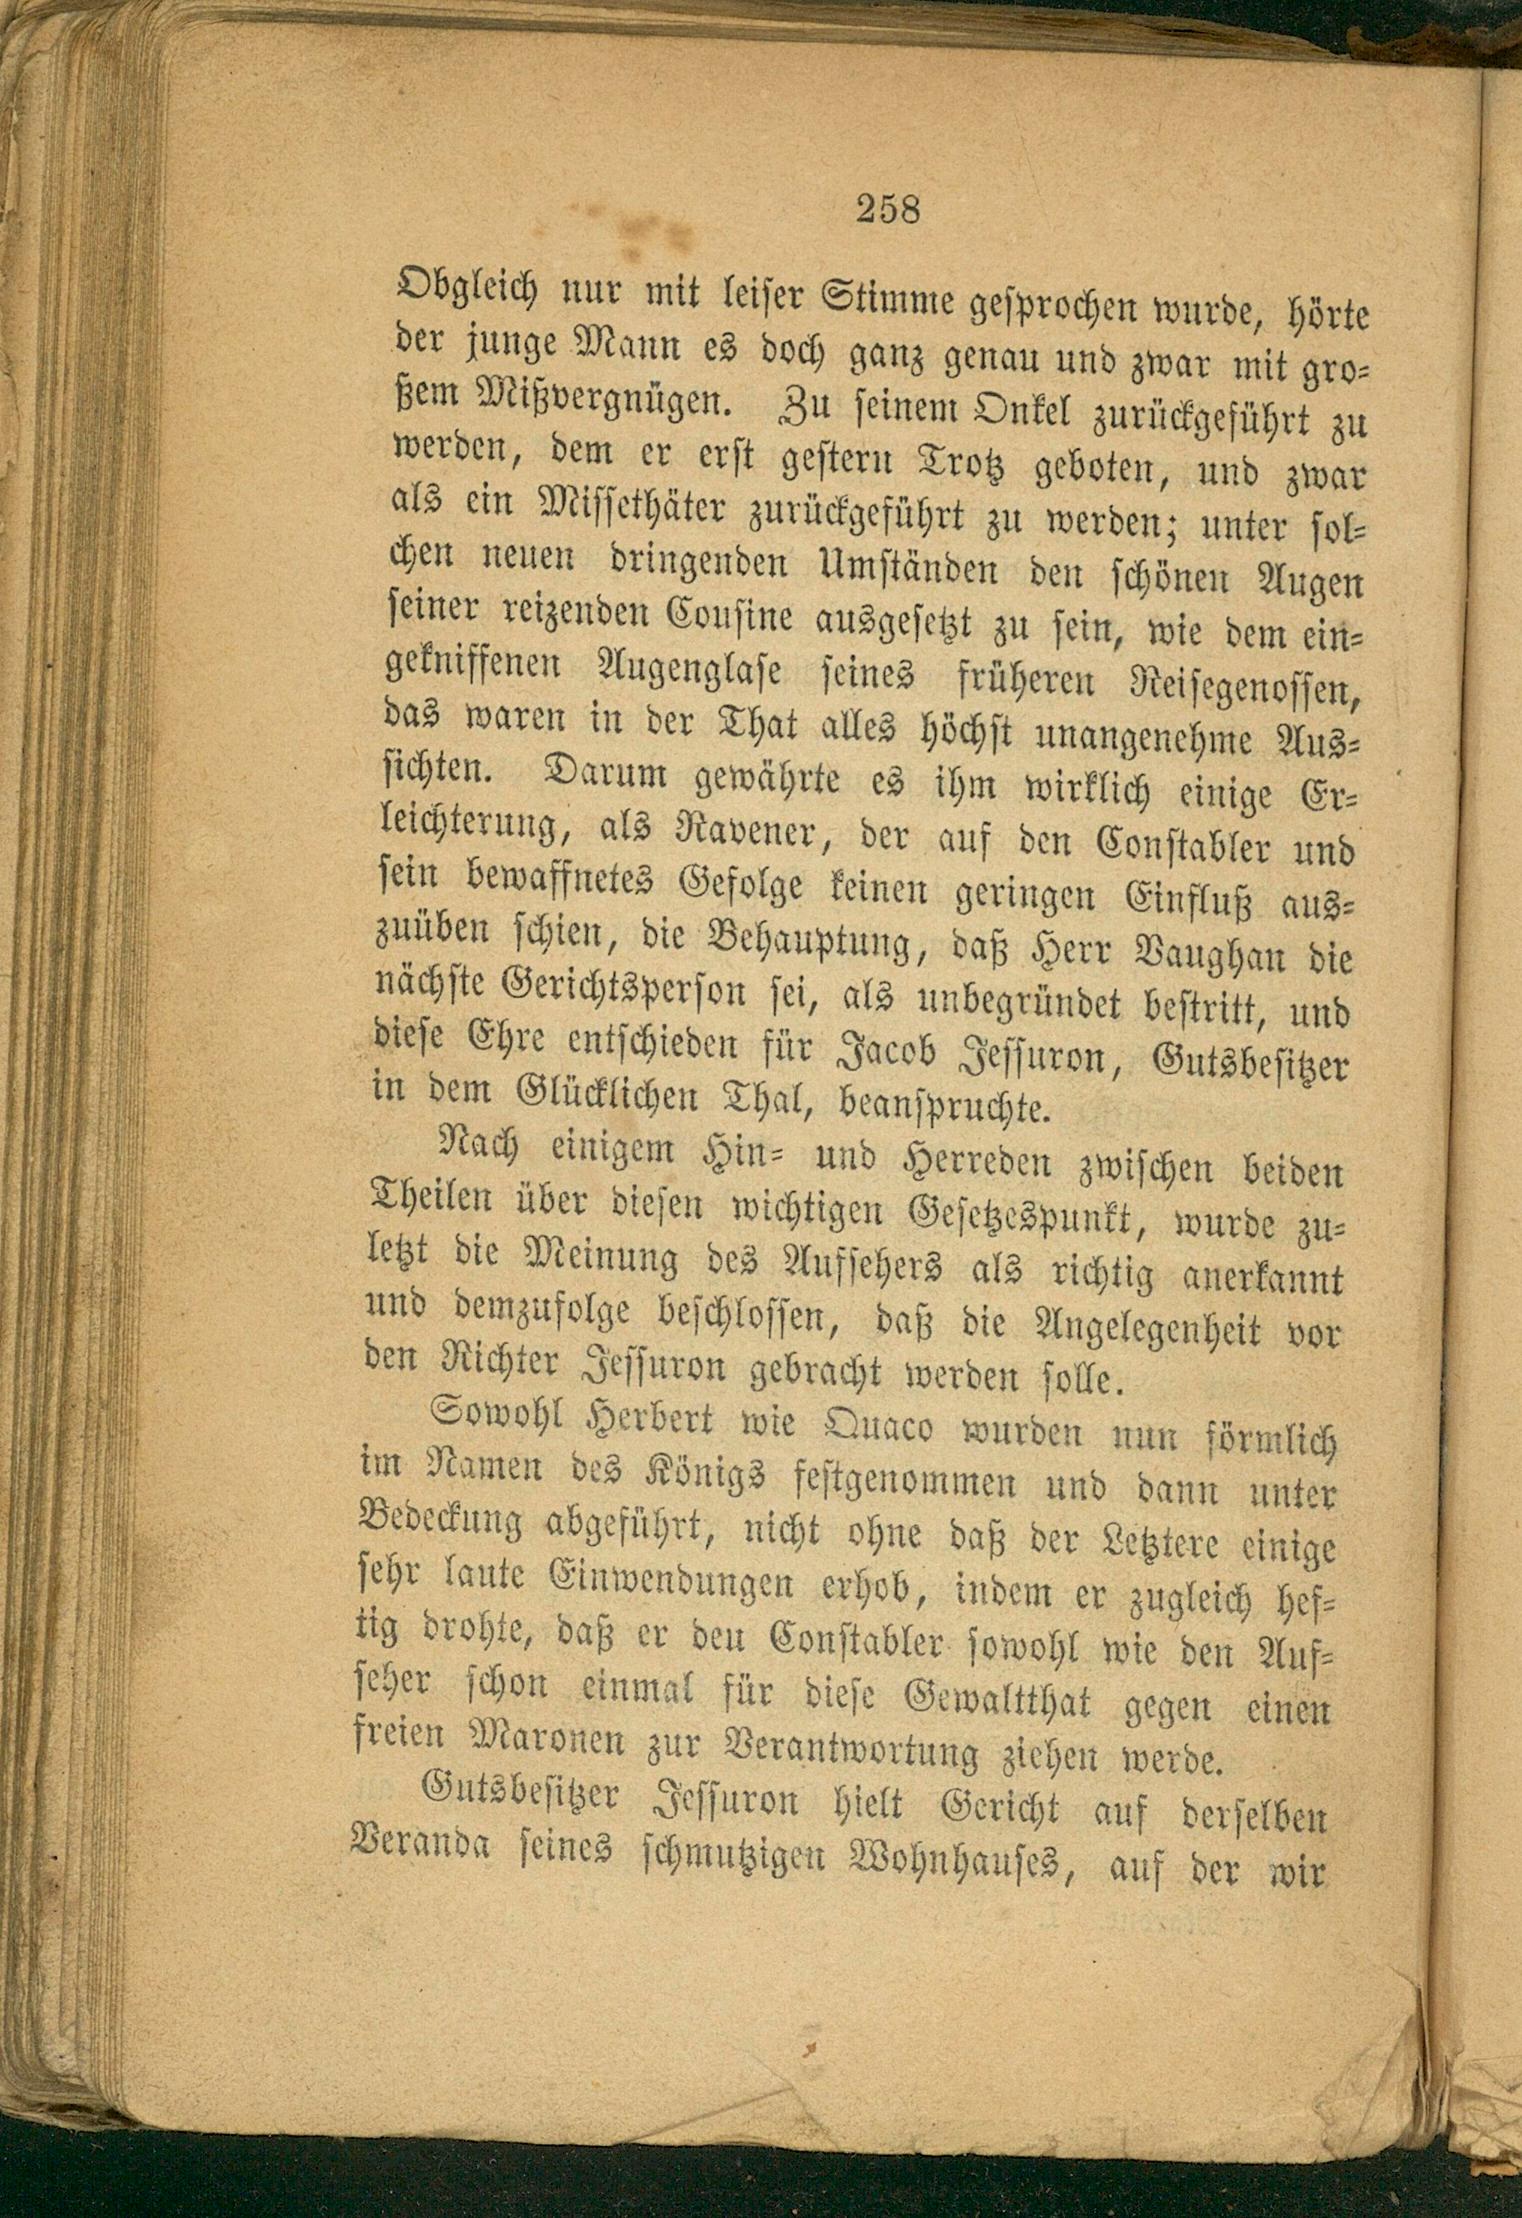 258
Obgleich nur mit leiser Stimme gesprochen wurde, hörte
der junge Mann es doch ganz genau und zwar mit gro-
ßem Mißvergnügen. Zu seinem Onkel zurückgeführt zu
werden, dem er erst gestern Trotz geboten, und zwar
als ein Missethäter zurückgeführt zu werden; unter sol-
chen neuen dringenden Umständen den schönen Augen
seiner reizenden Cousine ausgesetzt zu sein, wie dem ein-
gekniffenen Augenglase seines früheren Reisegenossen,
das waren in der That alles höchst unangenehme Aus-
sichten. Darum gewährte es ihm wirklich einige Er-
leichterung, als Ravener, der auf den Constabler und
sein bewaffnetes Gefolge keinen geringen Einfluß aus-
zuüben schien, die Behauptung, daß Herr Vaughan die
nächste Gerichtsperson sei, als unbegründet bestritt, und
diese Ehre entschieden für Jacob Jessuron, Gutsbesitzer
in dem Glücklichen Thal, beanspruchte.
Nach einigem Hin- und Herreden zwischen beiden
Theilen über diesen wichtigen Gesetzespunkt, wurde zu-
letzt die Meinung des Aufsehers als richtig anerkannt
und demzufolge beschlossen, daß die Angelegenheit vor
den Richter Jessuron gebracht werden solle.
Sowohl Herbert wie Quaco wurden nun förmlich
im Namen des Königs festgenommen und dann unter
Bedeckung abgeführt, nicht ohne daß der Letztere einige
sehr laute Einwendungen erhob, indem er zugleich hef-
tig drohte, daß er den Constabler sowohl wie den Auf-
seher schon einmal für diese Gewaltthat gegen einen
freien Maronen zur Verantwortung ziehen werde.
Gutsbesitzer Jessuron hielt Gericht auf derselben
Veranda seines schmutzigen Wohnhauses, auf der wir